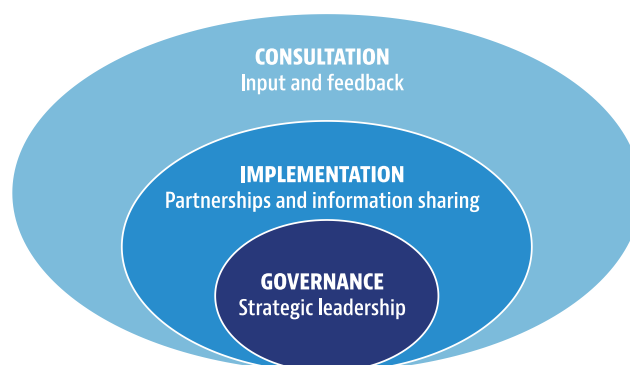 CONSULTATION
Input and feedback
IMPLEMENTATION
Partnerships and information sharing
GOVERNANCE
Strategic leadership